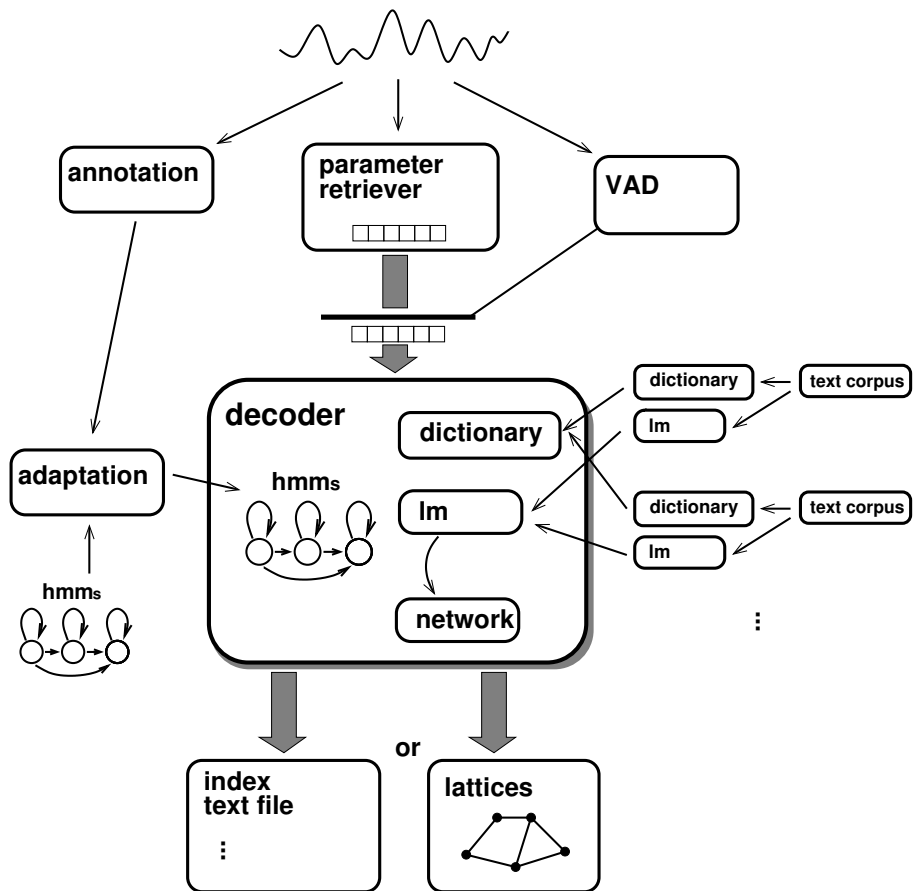 annotation
parameter
retriever
VAD
decoder
dictionary
hmms
lm
network
adaptation
hmms
dictionary
text corpus
lm
dictionary
text corpus
lm
index
text file
or
lattices